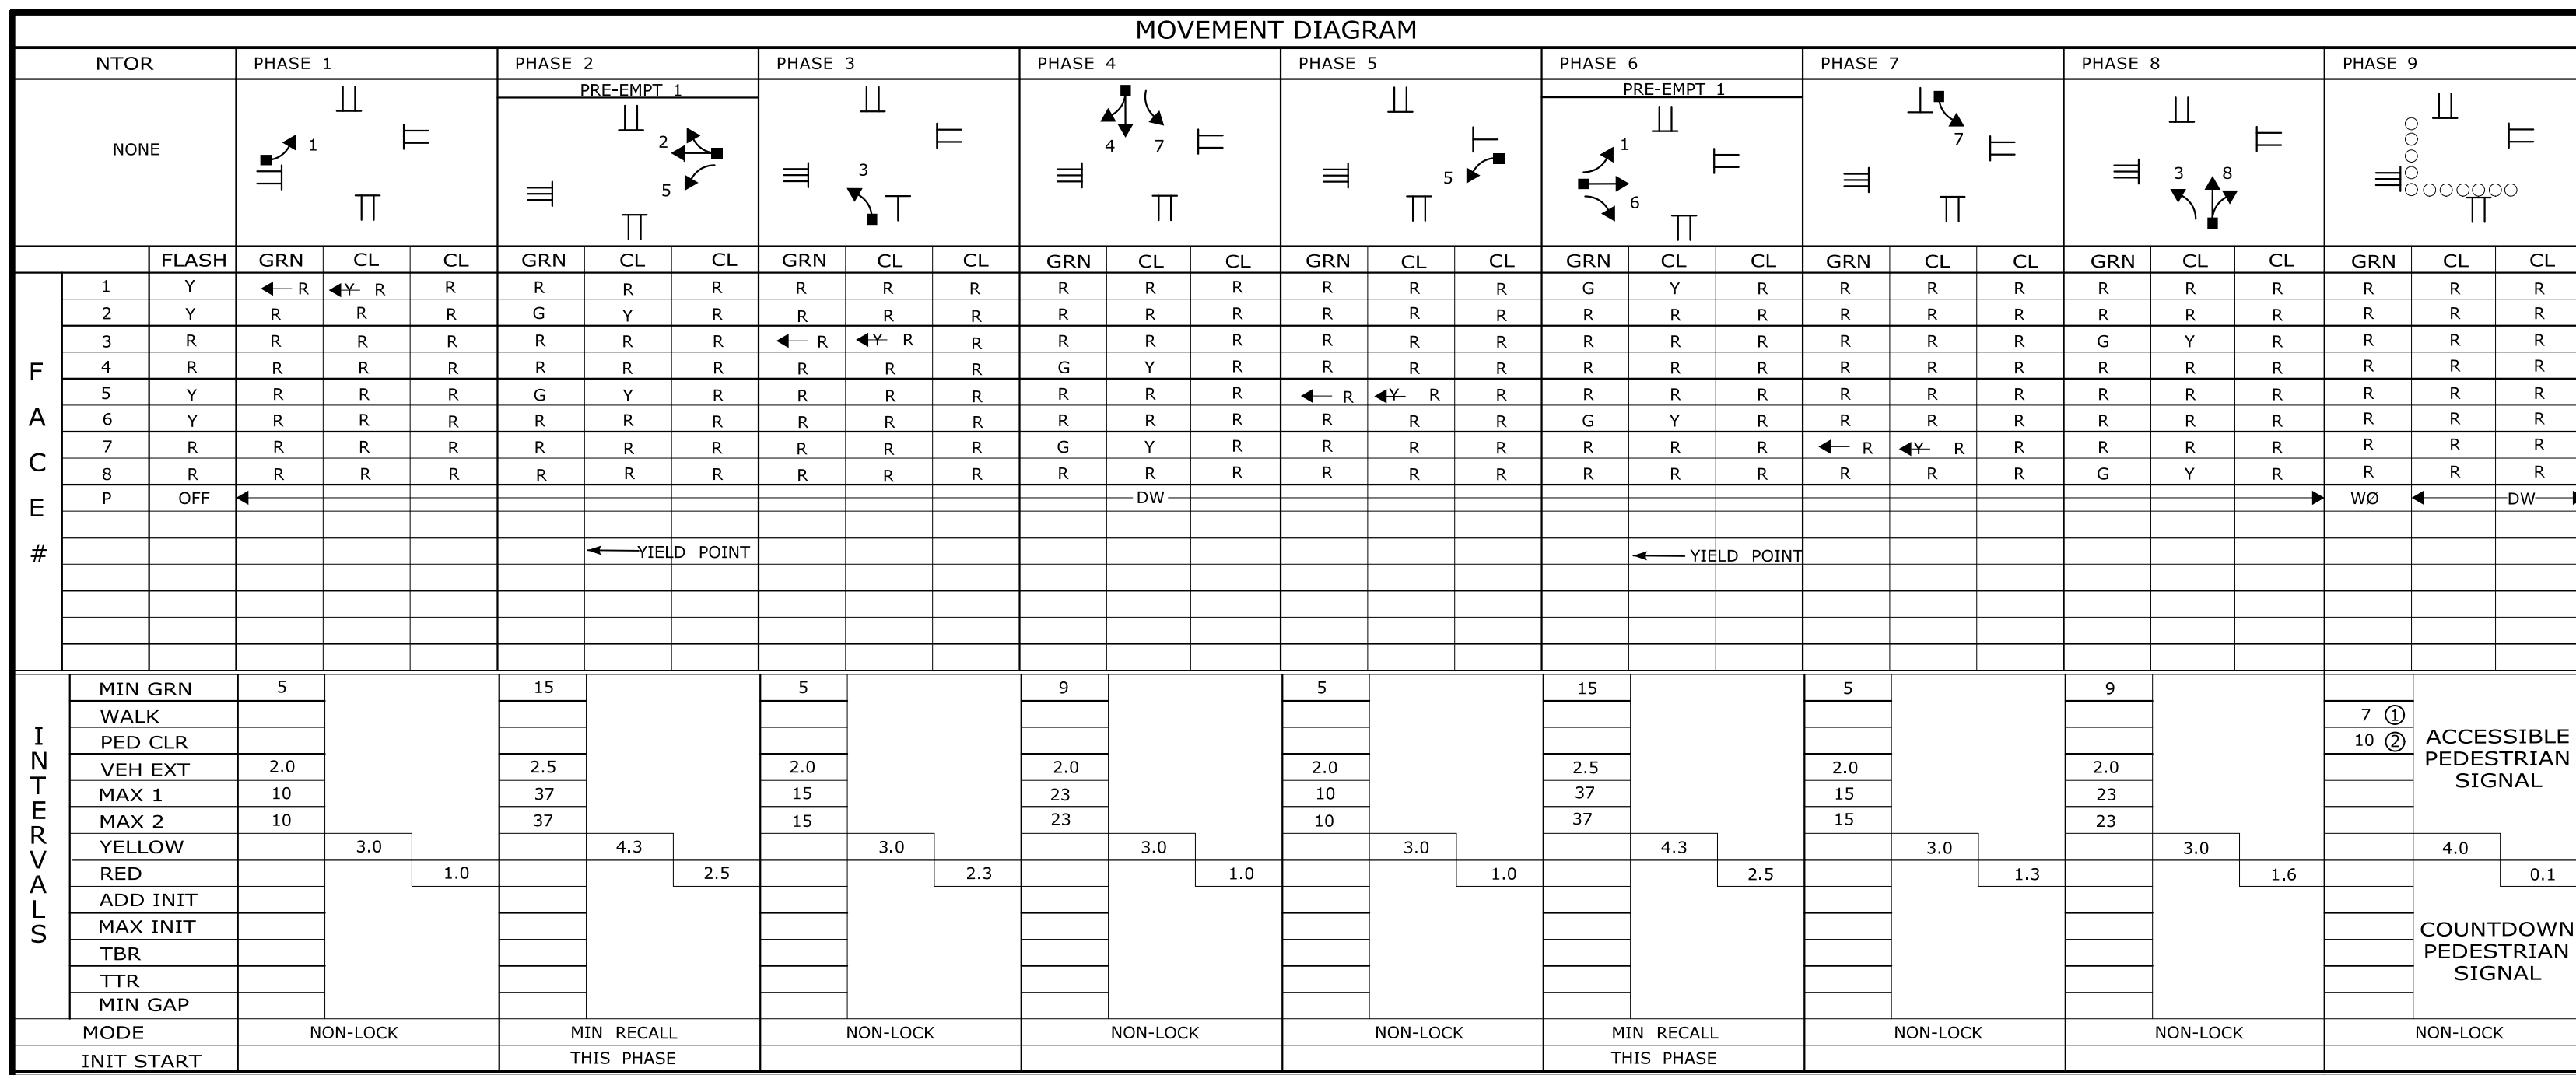 MOVEMENT DIAGRAM
NTOR PHASE 1 PHASE 2 PHASE 3 PHASE 4 PHASE 5 PHASE 6 PHASE 7 PHASE 8 PHASE 9
PRE-EMPT 1 PRE-EMPT 1
NONE 1 2 5 3 4 7 5 1 6 7 3 8
FLASH GRN CL CL GRN CL CL GRN CL CL GRN CL CL GRN CL CL GRN CL CL GRN CL CL GRN CL CL GRN CL CL
FACE #
1 Y R Y R R R R R R R R R R R R R R G Y R R R R R R R R R R
2 Y R R R G Y R R R R R R R R R R R R R R R R R R R R R R
3 R R R R R R R R Y R R R R R R R R R R R R R R G Y R R R R
4 R R R R R R R R R R G Y R R R R R R R R R R R R R R R R
5 Y R R R G Y R R R R R R R R Y R R R R R R R R R R R R R R
6 Y R R R R R R R R R R R R R R R G Y R R R R R R R R R R
7 R R R R R R R R R R G Y R R R R R R R R Y R R R R R R R R
8 R R R R R R R R R R R R R R R R R R R R R R G Y R R R R
P OFF DW WØ DW
YIELD POINT YIELD POINT
INTERVALS
MIN GRN 5 15 5 9 5 15 5 9
WALK 7 ①
PED CLR 10 ②
VEH EXT 2.0 2.5 2.0 2.0 2.0 2.5 2.0 2.0
MAX 1 10 37 15 23 10 37 15 23
MAX 2 10 37 15 23 10 37 15 23
ACCESSIBLE
PEDESTRIAN
SIGNAL
YELLOW 3.0 4.3 3.0 3.0 3.0 4.3 3.0 3.0 4.0
RED 1.0 2.5 2.3 1.0 1.0 2.5 1.3 1.6 0.1
ADD INIT
MAX INIT
TBR
TTR
MIN GAP
COUNTDOWN
PEDESTRIAN
SIGNAL
MODE NON-LOCK MIN RECALL NON-LOCK NON-LOCK NON-LOCK MIN RECALL NON-LOCK NON-LOCK NON-LOCK
INIT START THIS PHASE THIS PHASE